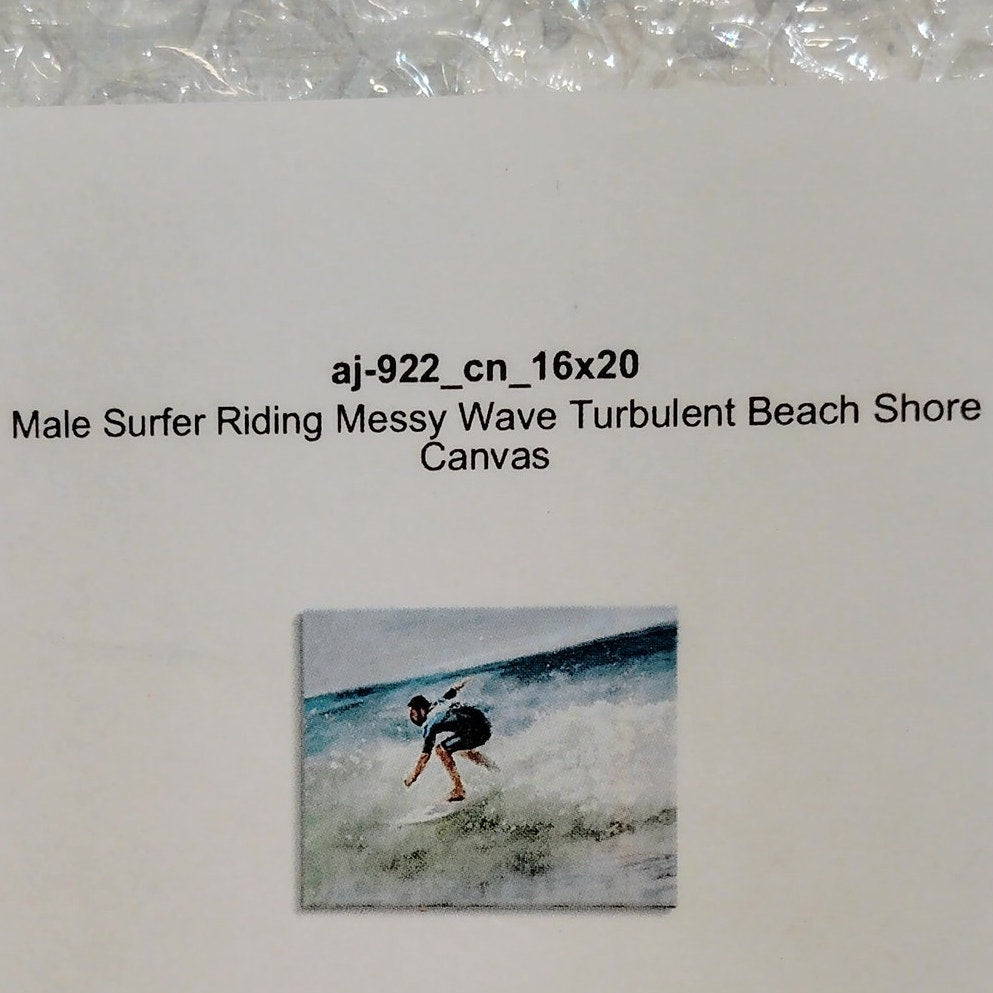 aj-922_cn_16x20
Male Surfer Riding Messy Wave Turbulent Beach Shore
Canvas